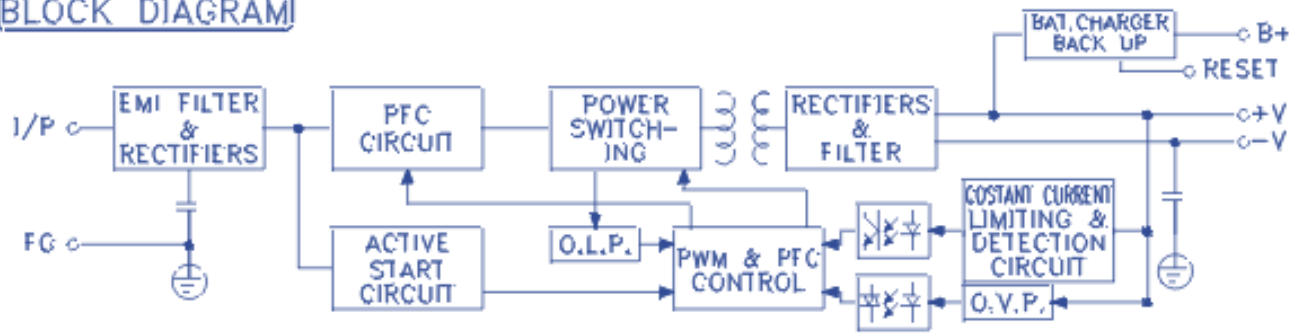 BLOCK DIAGRAM
BAT. CHARGER
BACK UP
B+
RESET
I/P
EMI FILTER
&
RECTIFIERS
PFC
CIRCUIT
POWER
SWITCH-
ING
RECTIFIERS
&
FILTER
+V
-V
FG
ACTIVE
START
CIRCUIT
O.L.P.
PWM & PFC
CONTROL
COSTANT CURRENT
LIMITING &
DETECTION
CIRCUIT
O.V.P.